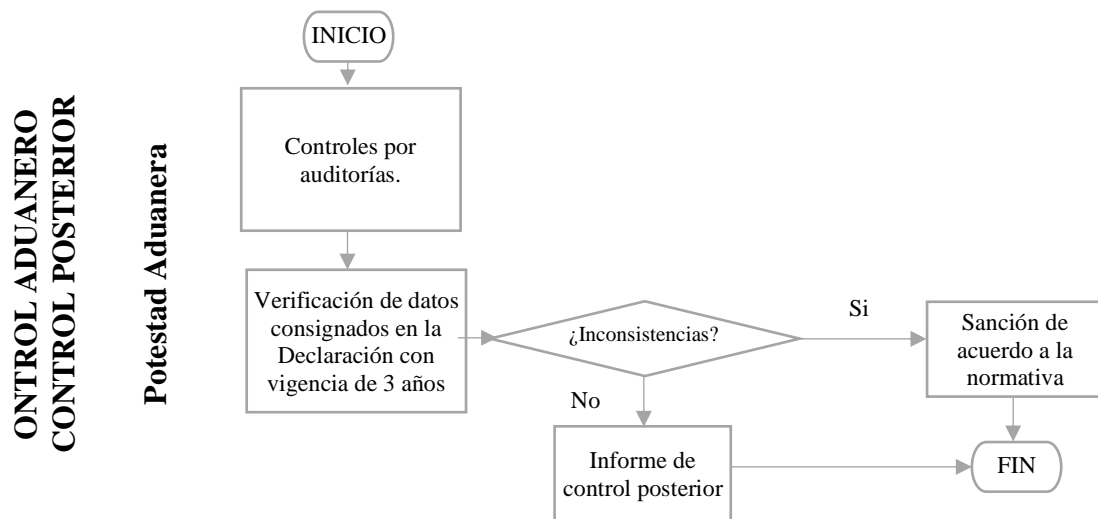 ONTROL ADUANERO
CONTROL POSTERIOR
Potestad Aduanera
INICIO
Controles por
auditorías.
Verificación de datos
consignados en la
Declaración con
vigencia de 3 años
¿Inconsistencias?
Si
Sanción de
acuerdo a la
normativa
No
Informe de
control posterior
FIN